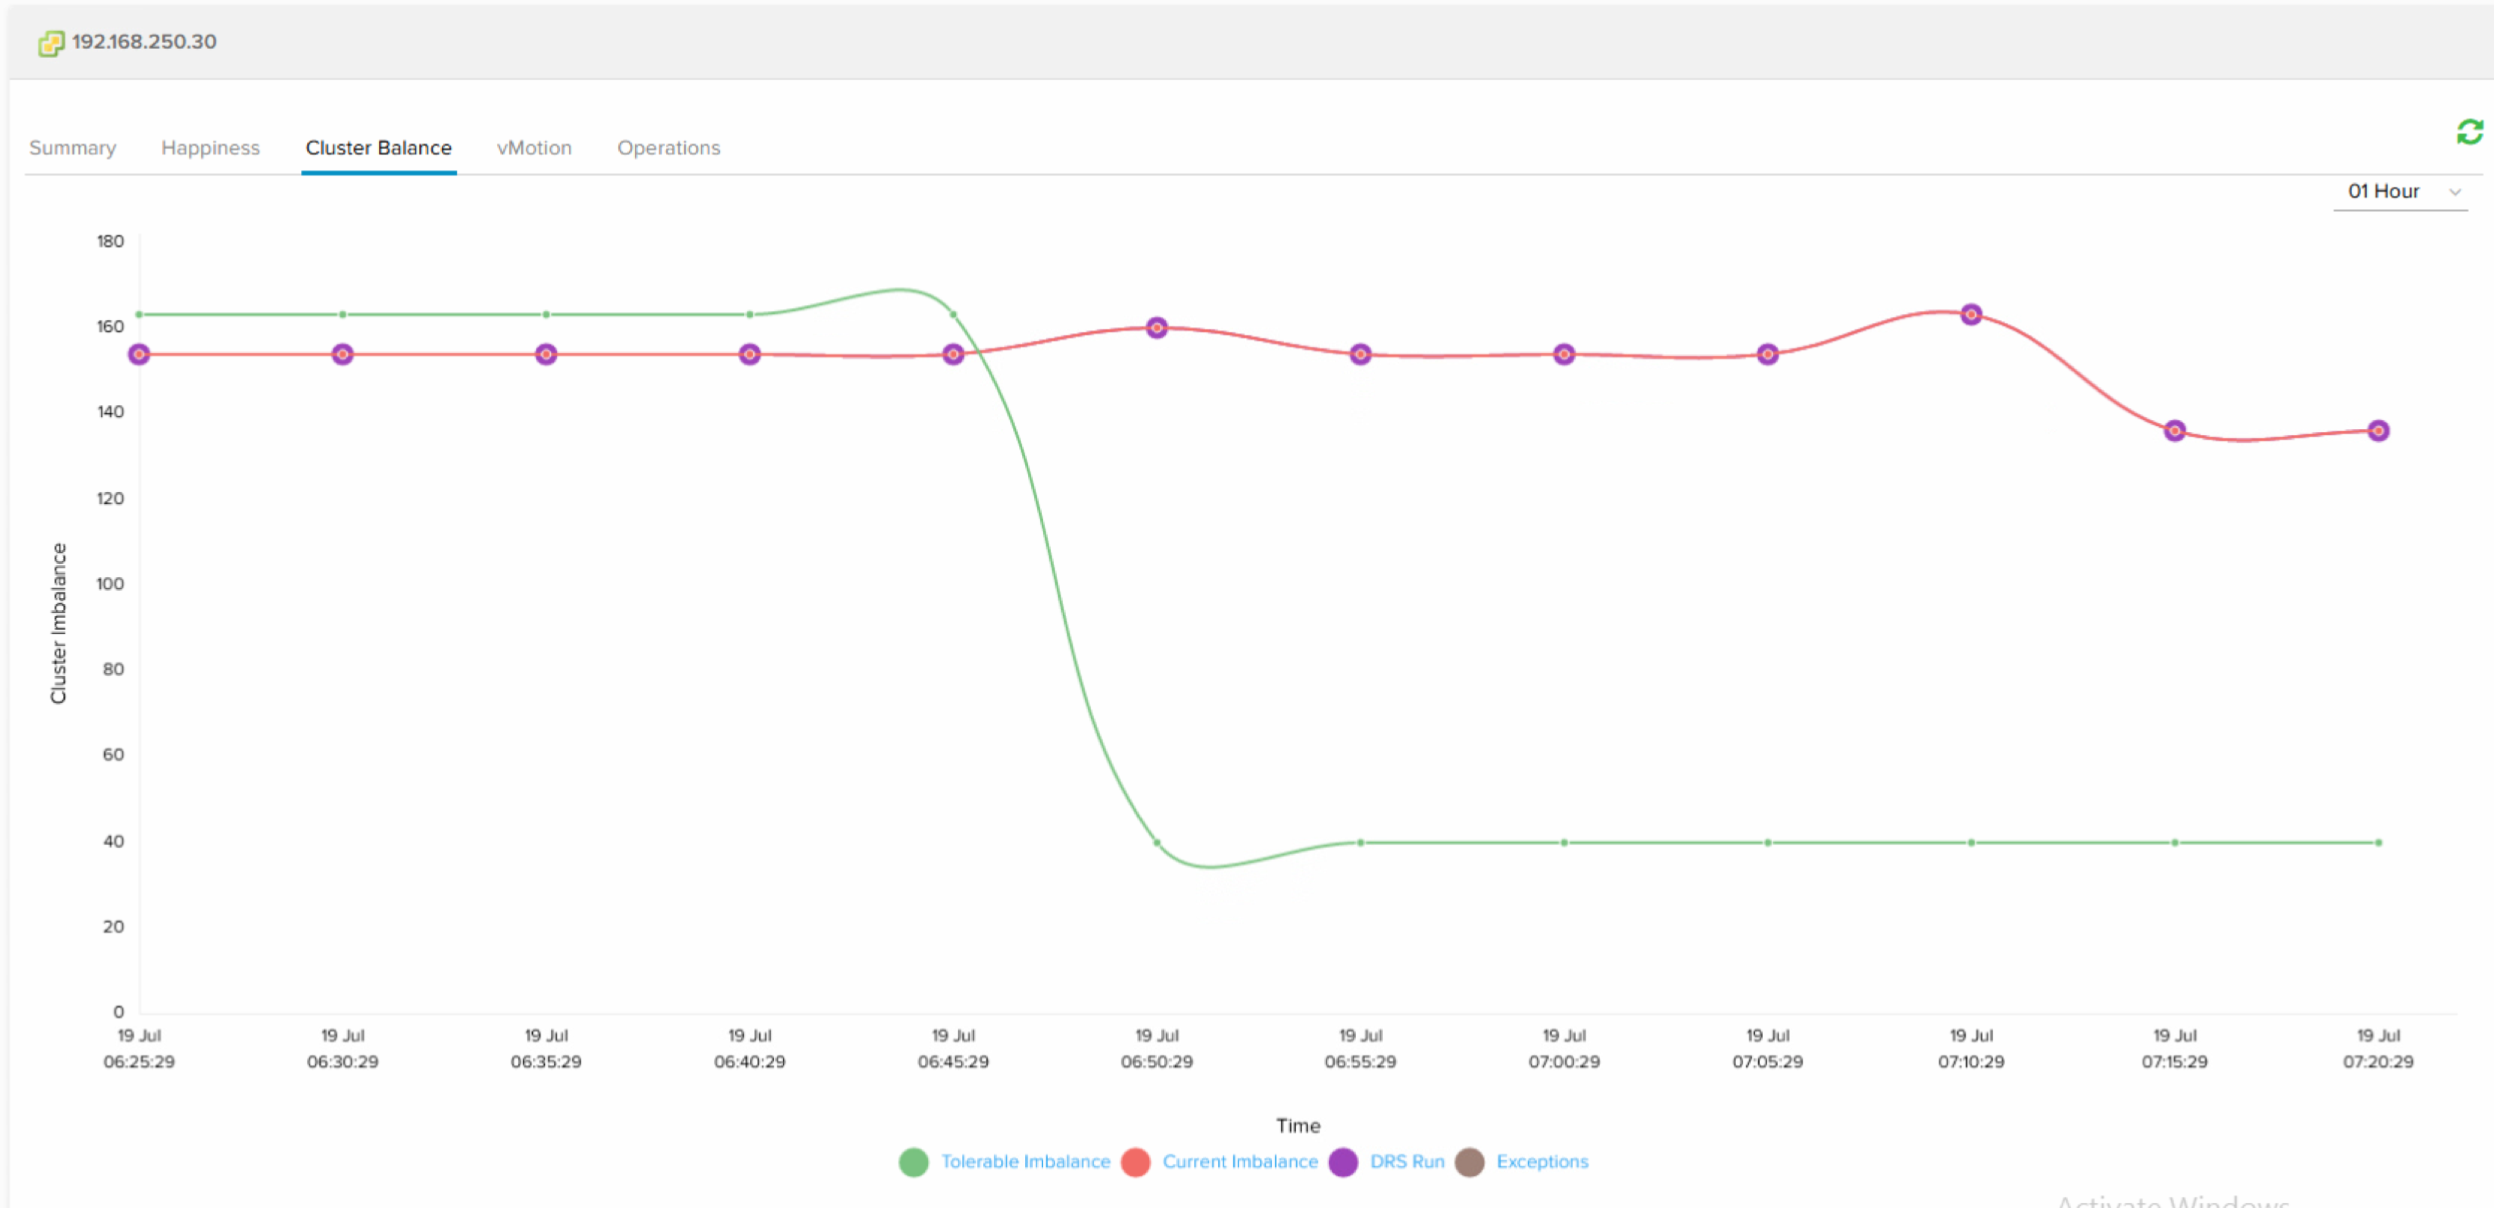 192.168.250.30
Summary Happiness Cluster Balance vMotion Operations
01 Hour
180
160
140
120
100
80
60
40
20
0
Cluster Imbalance
19 Jul 19 Jul 19 Jul 19 Jul 19 Jul 19 Jul 19 Jul 19 Jul 19 Jul 19 Jul 19 Jul 19 Jul
06:25:29 06:30:29 06:35:29 06:40:29 06:45:29 06:50:29 06:55:29 07:00:29 07:05:29 07:10:29 07:15:29 07:20:29
Time
Tolerable Imbalance Current Imbalance DRS Run Exceptions
Activate Windows